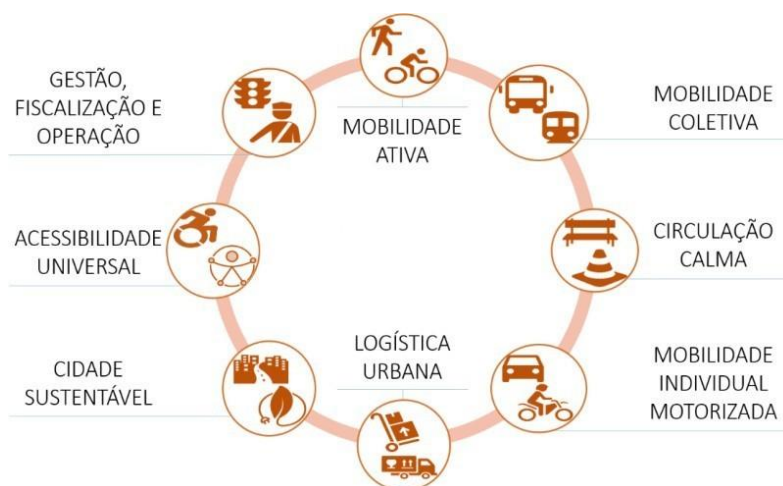 GESTÃO,
FISCALIZAÇÃO E
OPERAÇÃO
MOBILIDADE
ATIVA
MOBILIDADE
COLETIVA
ACESSIBILIDADE
UNIVERSAL
CIRCULAÇÃO
CALMA
CIDADE
SUSTENTÁVEL
LOGÍSTICA
URBANA
MOBILIDADE
INDIVIDUAL
MOTORIZADA